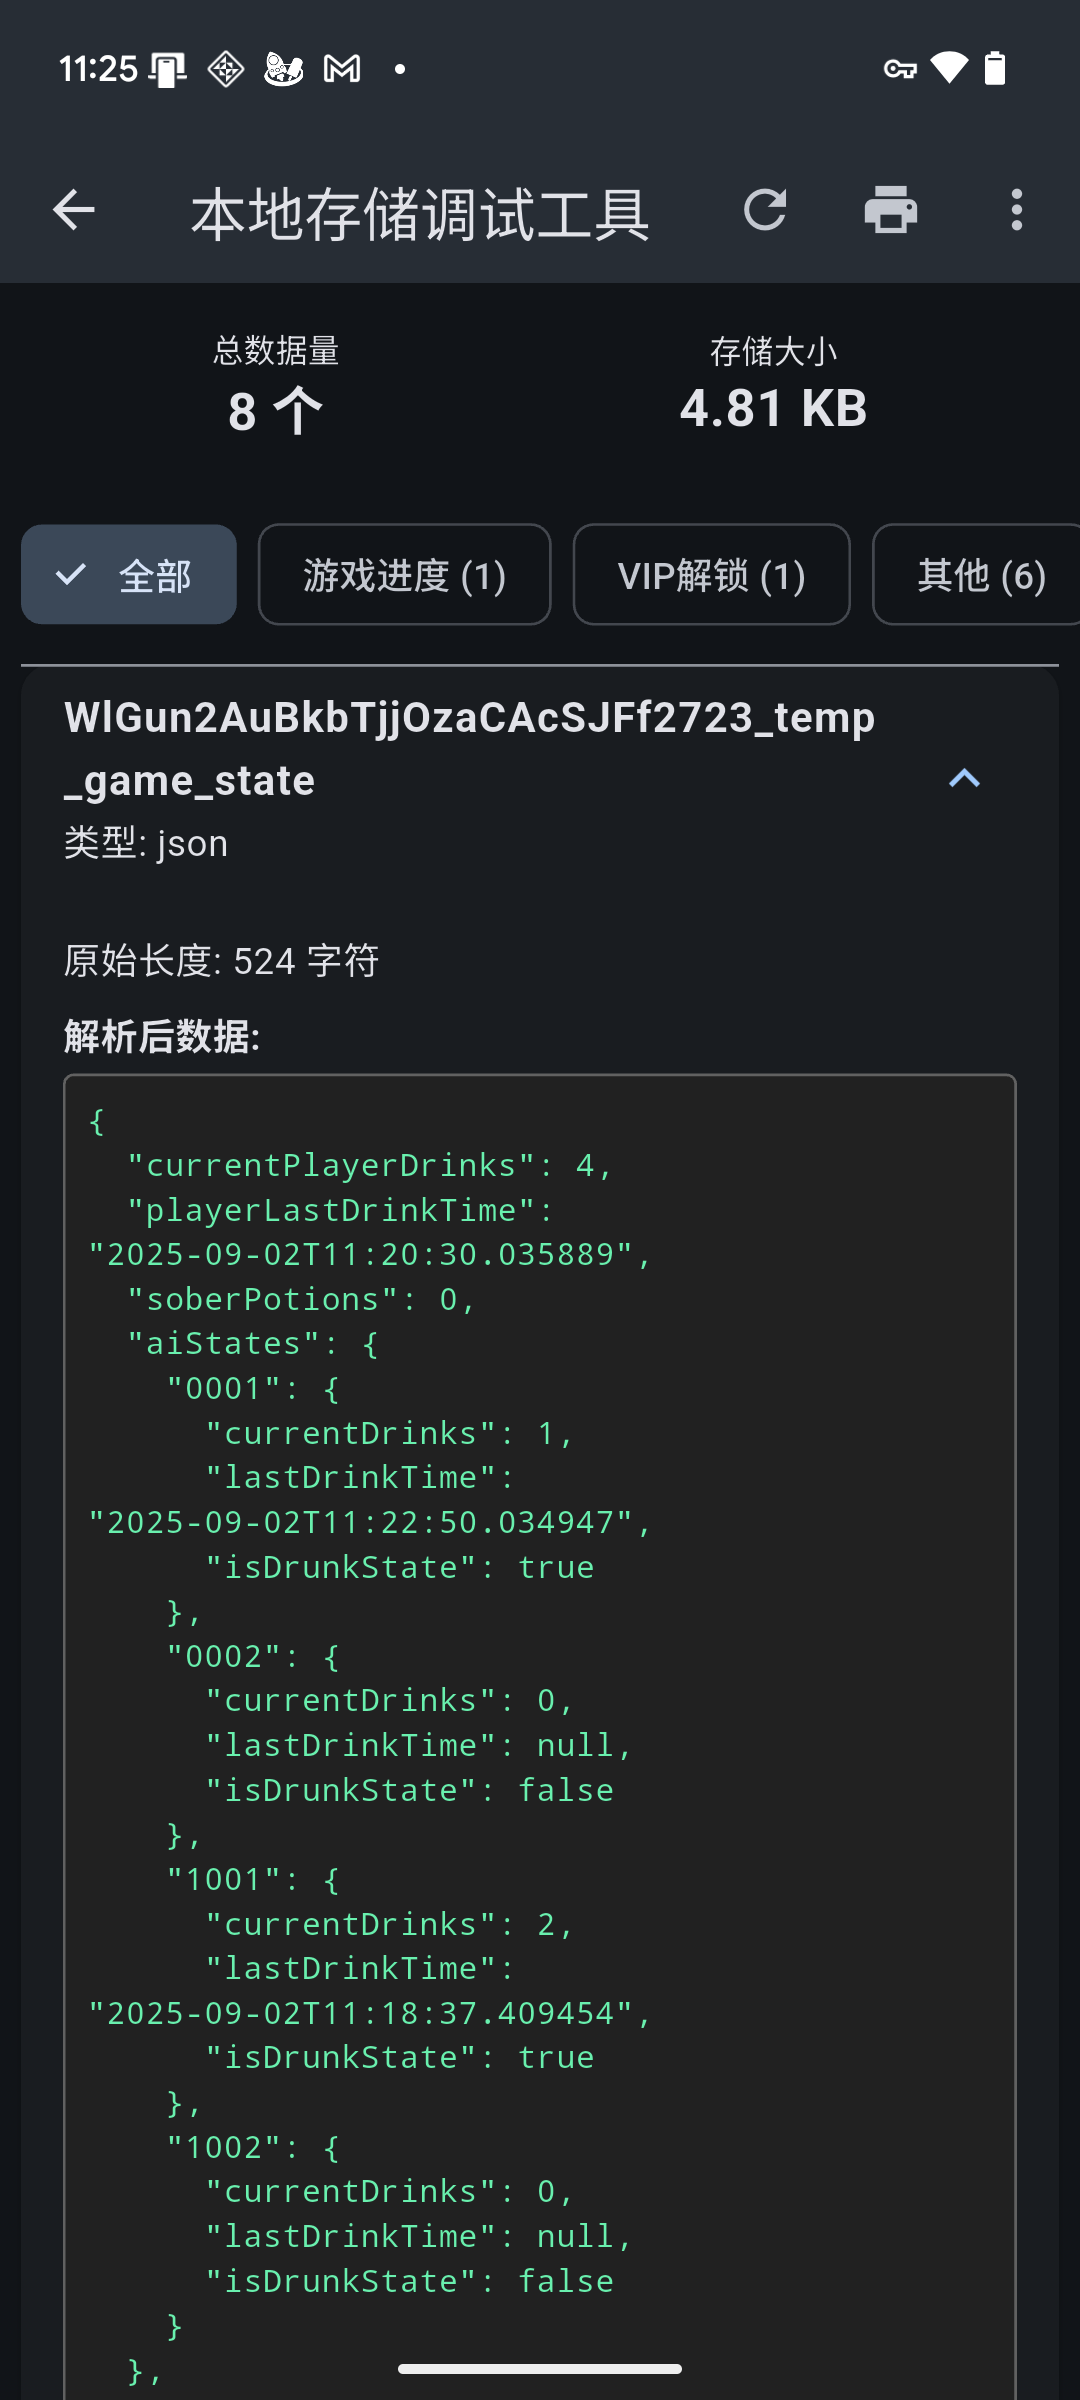 11:25
本地存储调试工具
总数据量
存储大小
8 个
4.81 KB
全部
游戏进度 (1)
VIP解锁 (1)
其他 (6)
WlGun2AuBkbTjjOzaCAcSJFf2723_temp
_game_state
类型: json
原始长度: 524 字符
解析后数据:
{
  "currentPlayerDrinks": 4,
  "playerLastDrinkTime":
"2025-09-02T11:20:30.035889",
  "soberPotions": 0,
  "aiStates": {
    "0001": {
      "currentDrinks": 1,
      "lastDrinkTime":
"2025-09-02T11:22:50.034947",
      "isDrunkState": true
    },
    "0002": {
      "currentDrinks": 0,
      "lastDrinkTime": null,
      "isDrunkState": false
    },
    "1001": {
      "currentDrinks": 2,
      "lastDrinkTime":
"2025-09-02T11:18:37.409454",
      "isDrunkState": true
    },
    "1002": {
      "currentDrinks": 0,
      "lastDrinkTime": null,
      "isDrunkState": false
    }
  },